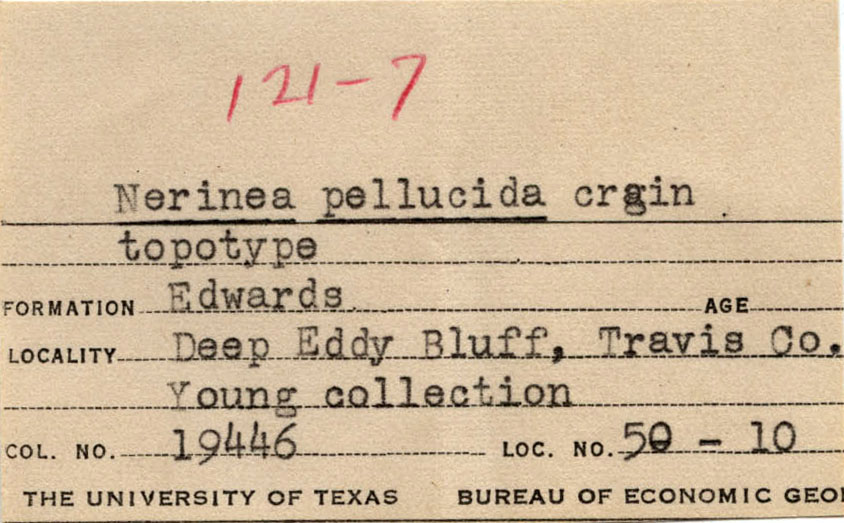 121-7
Nerinea pellucida crgin
topotype
FORMATION Edwards AGE
LOCALITY Deep Eddy Bluff, Travis Co.
Young collection
COL. NO. 19446 LOC. NO. 50 - 10
THE UNIVERSITY OF TEXAS BUREAU OF ECONOMIC GEO